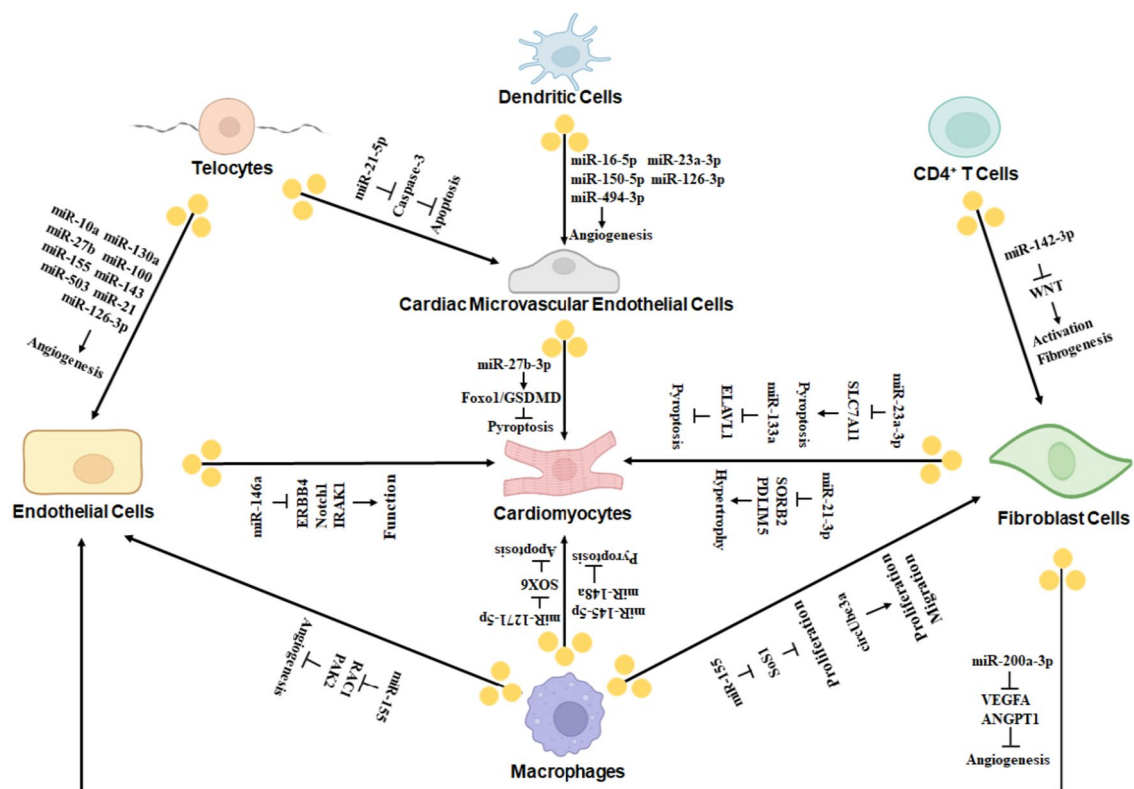 Dendritic Cells
Telocytes
CD4⁺ T Cells
miR-21-5p
Caspase-3
Apoptosis
miR-16-5p miR-23a-3p
miR-150-5p miR-126-3p
miR-494-3p
Angiogenesis
miR-10a miR-130a
miR-27b miR-100
miR-155 miR-143
miR-503 miR-21
miR-126-3p
Angiogenesis
miR-142-3p
WNT
Activation
Fibrogenesis
Cardiac Microvascular Endothelial Cells
miR-27b-3p
Foxo1/GSDMD
Pyroptosis
Pyroptosis
ELAVL1
miR-133a
Pyroptosis
SLC7A11
miR-23a-3p
Endothelial Cells
miR-146a
ERBB4
Notch1
IRAK1
Function
Cardiomyocytes
Hypertrophy
PDLIM5
SORB2
miR-21-3p
Fibroblast Cells
Apoptosis
SOX6
miR-1271-5p
Pyroptosis
miR-148a
miR-145-5p
Angiogenesis
PAK2
RAC1
miR-155
miR-155
SoS1
Proliferation
circUbe3a
Proliferation
Migration
miR-200a-3p
VEGFA
ANGPT1
Angiogenesis
Macrophages